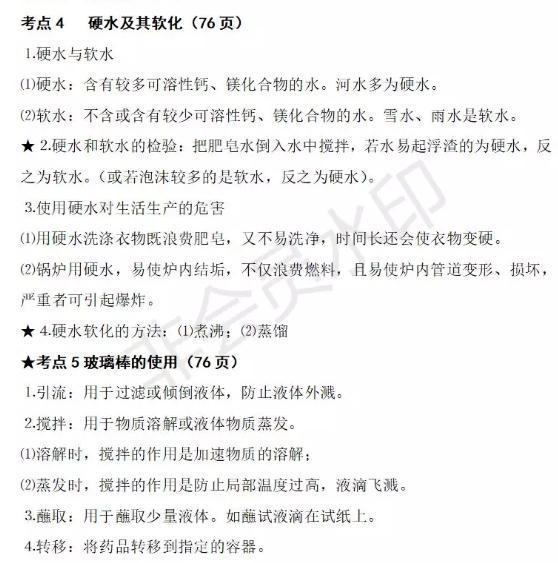 考点 4 硬水及其软化（76 页）
1.硬水与软水
⑴硬水：含有较多可溶性钙、镁化合物的水。河水多为硬水。
⑵软水：不含或含有较少可溶性钙、镁化合物的水。雪水、雨水是软水。
★ 2.硬水和软水的检验：把肥皂水倒入水中搅拌，若水易起浮渣的为硬水，反
之为软水。（或若泡沫较多的是软水，反之为硬水）。
3.使用硬水对生活生产的危害
⑴用硬水洗涤衣物既浪费肥皂，又不易洗净，时间长还会使衣物变硬。
⑵锅炉用硬水，易使炉内结垢，不仅浪费燃料，且易使炉内管道变形、损坏，
严重者可引起爆炸。
★ 4.硬水软化的方法：⑴煮沸；⑵蒸馏
★考点 5 玻璃棒的使用（76 页）
1.引流：用于过滤或倾倒液体，防止液体外溅。
2.搅拌：用于物质溶解或液体物质蒸发。
⑴溶解时，搅拌的作用是加速物质的溶解；
⑵蒸发时，搅拌的作用是防止局部温度过高，液滴飞溅。
3.蘸取：用于蘸取少量液体。如蘸试液滴在试纸上。
4.转移：将药品转移到指定的容器。
非会员水印